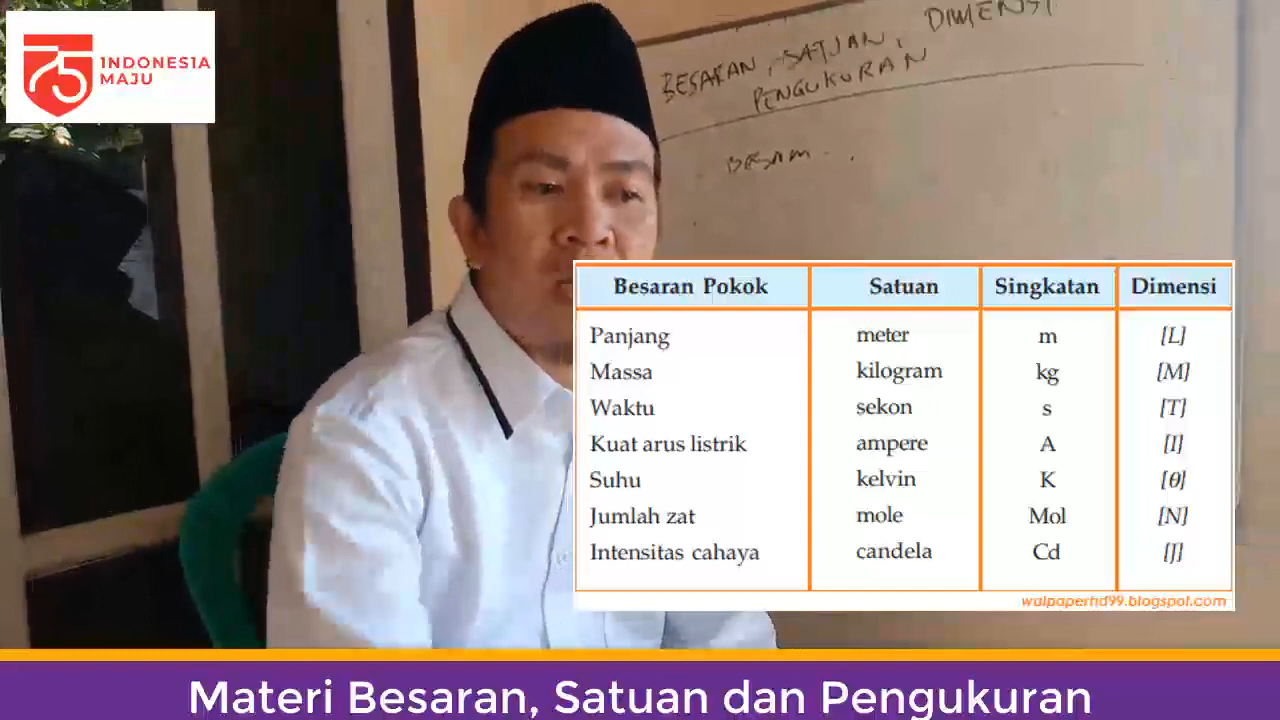 75 INDONESIA
MAJU
BESARAN, SATUAN, DIMENSI
PENGUKURAN
BESAR..
Besaran Pokok Satuan Singkatan Dimensi
Panjang meter m [L]
Massa kilogram kg [M]
Waktu sekon s [T]
Kuat arus listrik ampere A [I]
Suhu kelvin K [θ]
Jumlah zat mole Mol [N]
Intensitas cahaya candela Cd [J]
walpaperhd99.blogspot.com
Materi Besaran, Satuan dan Pengukuran